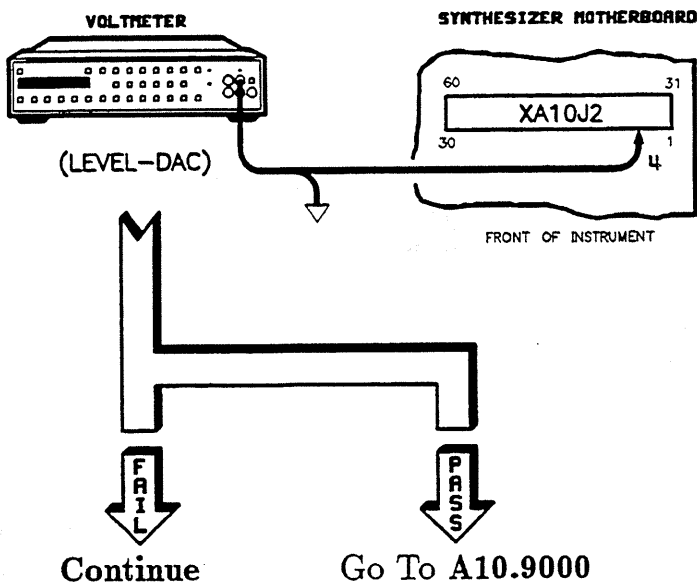 VOLTMETER
SYNTHESIZER MOTHERBOARD
60 31
XA10J2
30 1
4
(LEVEL-DAC)
FRONT OF INSTRUMENT
FAIL
PASS
Continue
Go To A10.9000